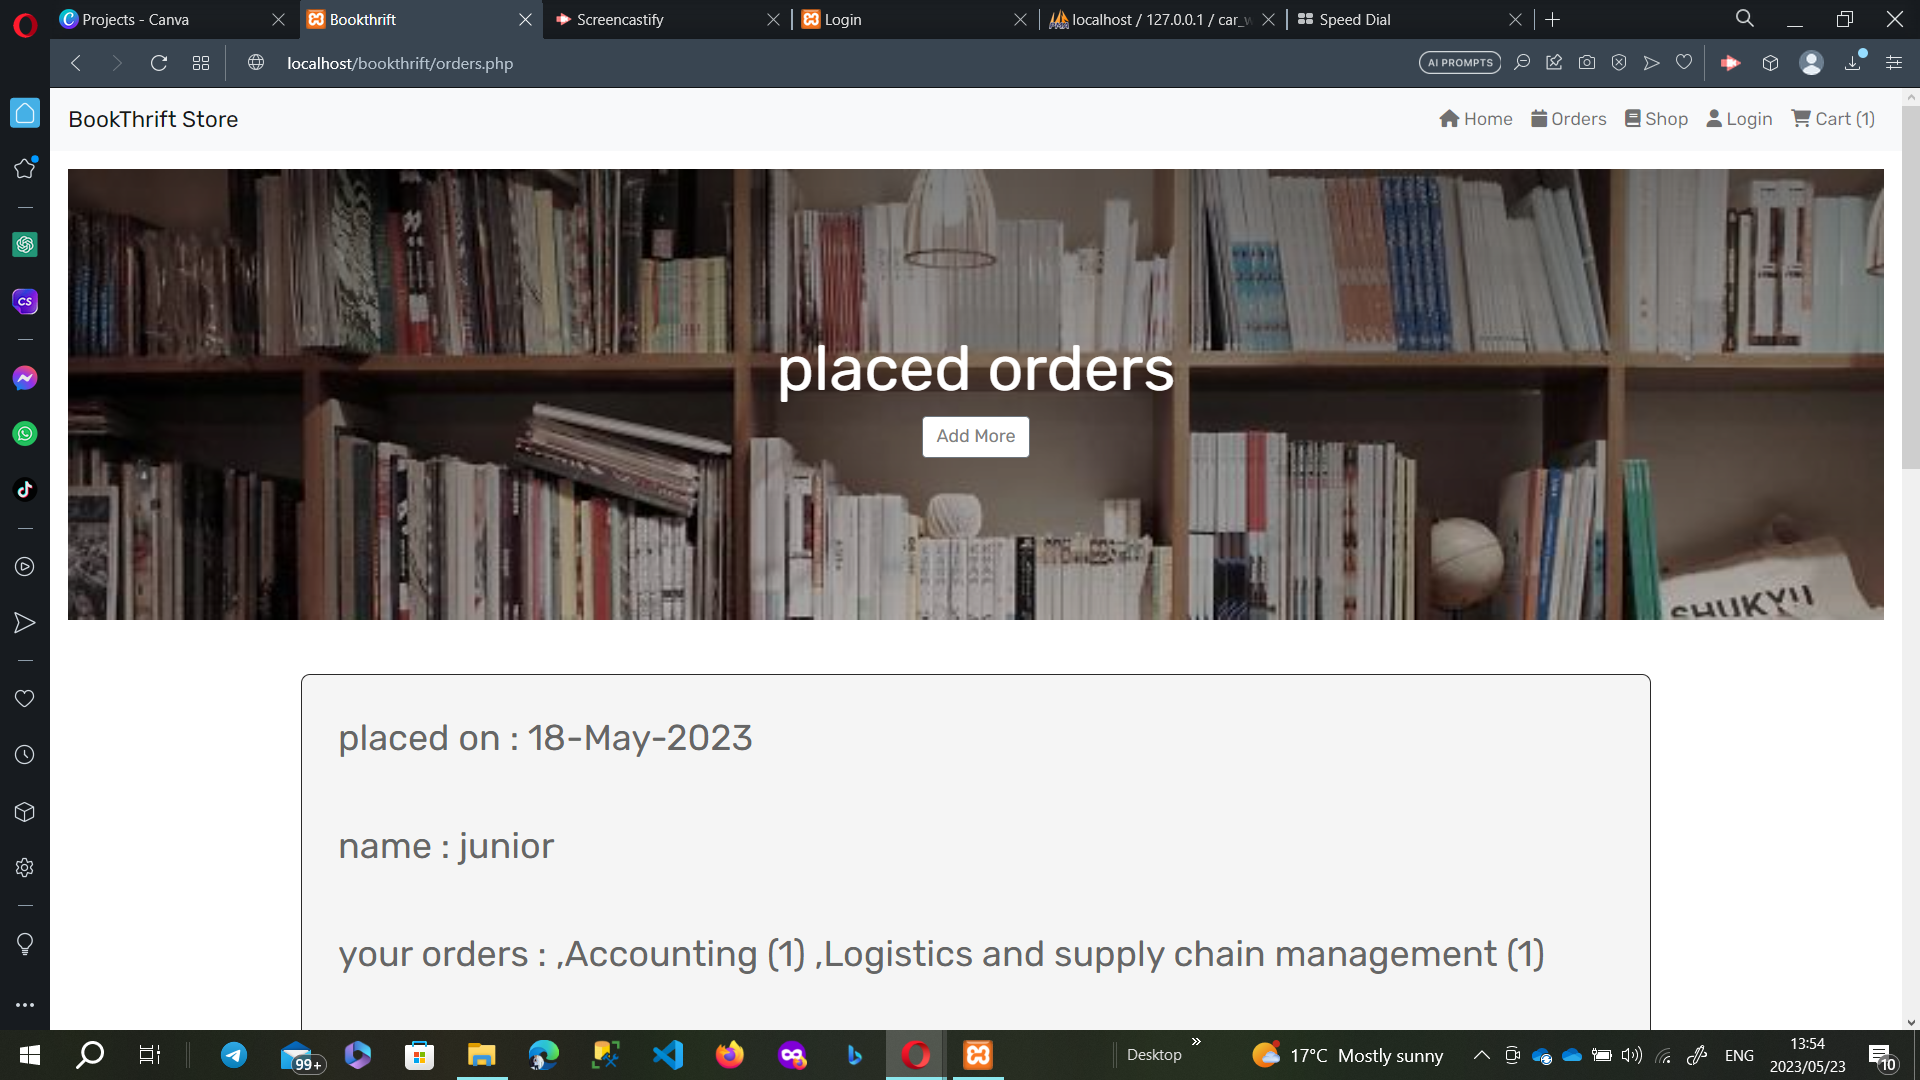 Projects - Canva
Bookthrift
Screencastify
Login
localhost / 127.0.0.1 / car_w
Speed Dial
localhost/bookthrift/orders.php
AI PROMPTS
BookThrift Store
Home
Orders
Shop
Login
Cart (1)
placed orders
Add More
SHUKYU
placed on : 18-May-2023
name : junior
your orders : ,Accounting (1) ,Logistics and supply chain management (1)
CS
99+
Desktop
17°C Mostly sunny
ENG
13:54
2023/05/23
10